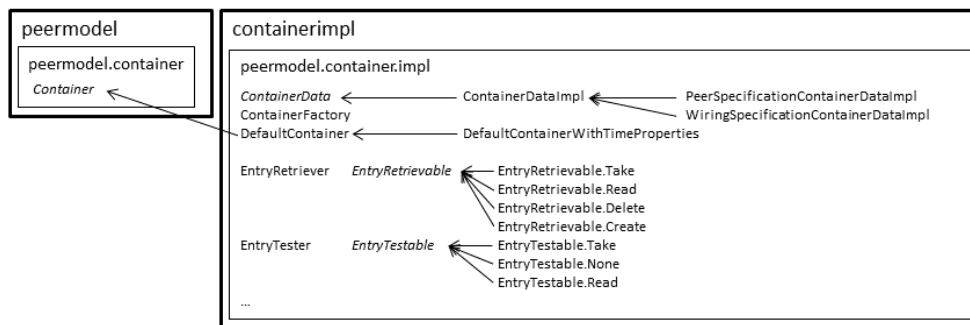 peermodel
peermodel.container
Container
containerimpl
peermodel.container.impl
ContainerData ContainerDataImpl PeerSpecificationContainerDataImpl
ContainerFactory WiringSpecificationContainerDataImpl
DefaultContainer DefaultContainerWithTimeProperties
EntryRetriever EntryRetrievable EntryRetrievable.Take
EntryRetrievable.Read
EntryRetrievable.Delete
EntryRetrievable.Create
EntryTester EntryTestable EntryTestable.Take
EntryTestable.None
EntryTestable.Read
...